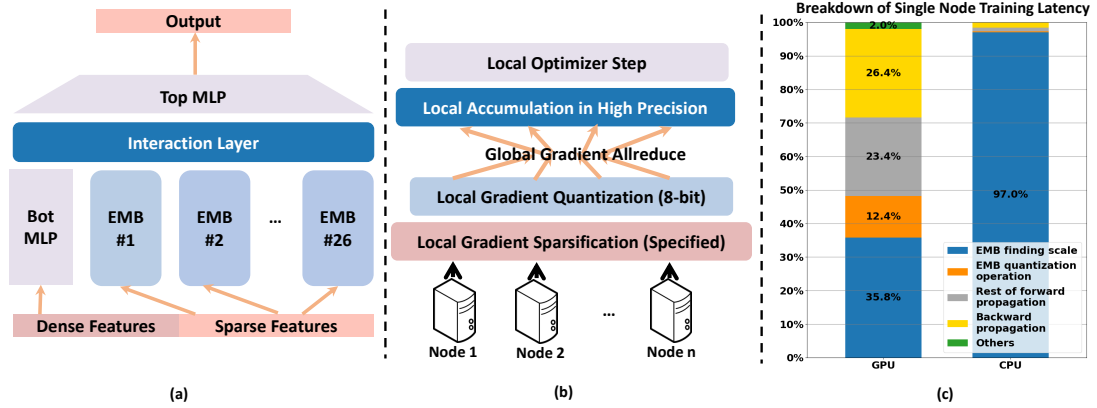 Output
Top MLP
Interaction Layer
Bot
MLP
EMB
#1
EMB
#2
...
EMB
#26
Dense Features
Sparse Features
(a)
Local Optimizer Step
Local Accumulation in High Precision
Global Gradient Allreduce
Local Gradient Quantization (8-bit)
Local Gradient Sparsification (Specified)
...
Node 1
Node 2
Node n
(b)
Breakdown of Single Node Training Latency
100%
90%
80%
70%
60%
50%
40%
30%
20%
10%
0%
2.0%
26.4%
23.4%
12.4%
35.8%
97.0%
EMB finding scale
EMB quantization
operation
Rest of forward
propagation
Backward
propagation
Others
GPU
CPU
(c)